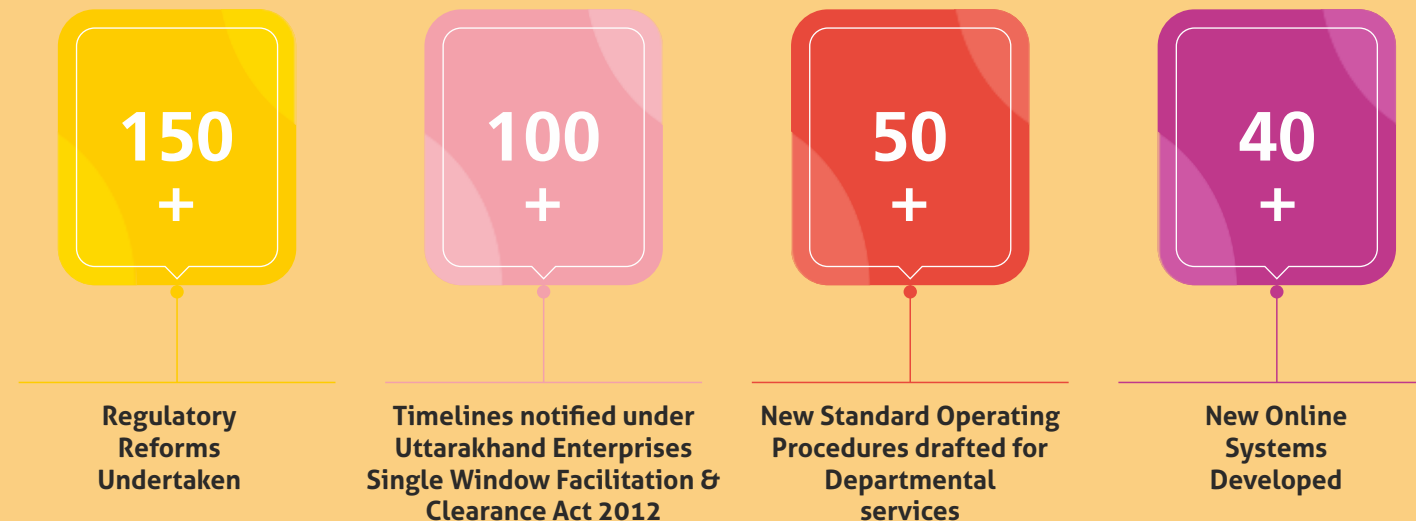 150
+
Regulatory
Reforms
Undertaken
100
+
Timelines notified under
Uttarakhand Enterprises
Single Window Facilitation &
Clearance Act 2012
50
+
New Standard Operating
Procedures drafted for
Departmental
services
40
+
New Online
Systems
Developed